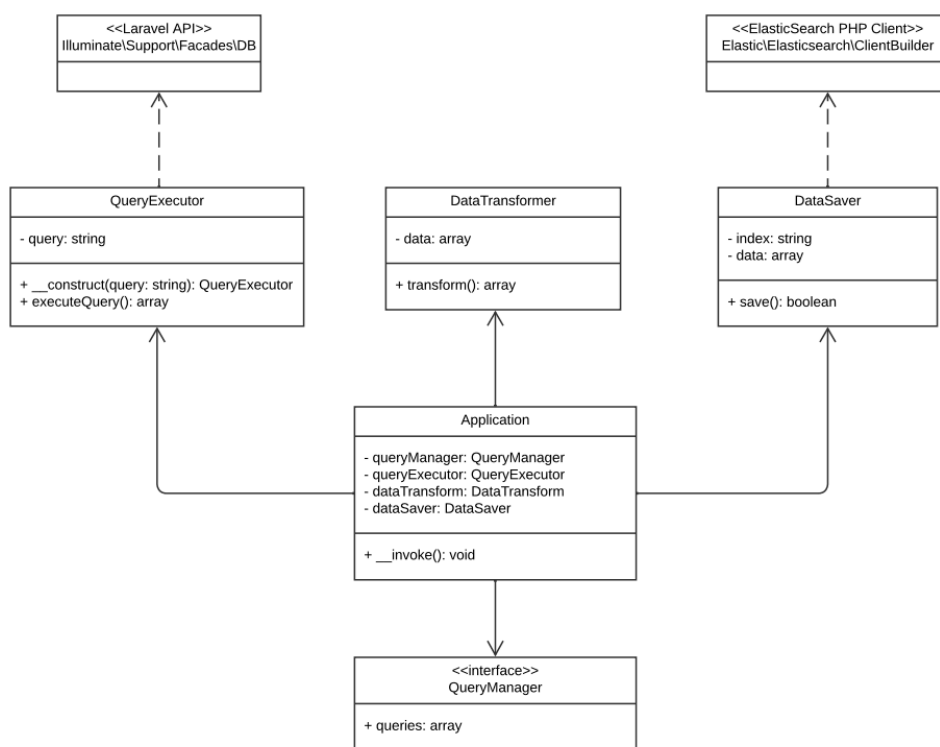 <<Laravel API>>
Illuminate\Support\Facades\DB
<<ElasticSearch PHP Client>>
Elastic\Elasticsearch\ClientBuilder
QueryExecutor
- query: string
+ __construct(query: string): QueryExecutor
+ executeQuery(): array
DataTransformer
- data: array
+ transform(): array
DataSaver
- index: string
- data: array
+ save(): boolean
Application
- queryManager: QueryManager
- queryExecutor: QueryExecutor
- dataTransform: DataTransform
- dataSaver: DataSaver
+ __invoke(): void
<<interface>>
QueryManager
+ queries: array